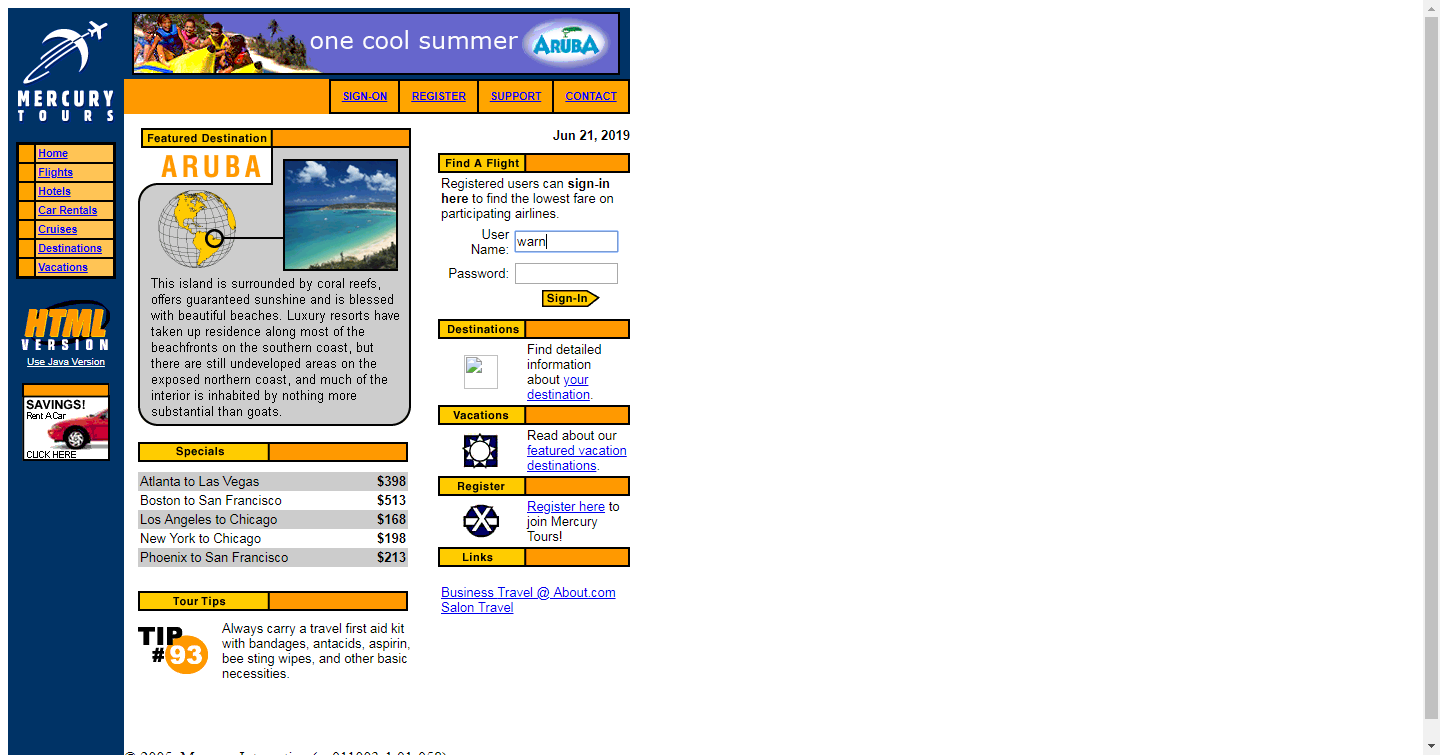 one cool summer
ARUBA
MERCURY
TOURS
SIGN-ON
REGISTER
SUPPORT
CONTACT
Home
Flights
Hotels
Car Rentals
Cruises
Destinations
Vacations
HTML
VERSION
Use Java Version
SAVINGS!
Rent A Car
CLICK HERE
Featured Destination
ARUBA
This island is surrounded by coral reefs,
offers guaranteed sunshine and is blessed
with beautiful beaches. Luxury resorts have
taken up residence along most of the
beachfronts on the southern coast, but
there are still undeveloped areas on the
exposed northern coast, and much of the
interior is inhabited by nothing more
substantial than goats.
Specials
Atlanta to Las Vegas $398
Boston to San Francisco $513
Los Angeles to Chicago $168
New York to Chicago $198
Phoenix to San Francisco $213
Tour Tips
TIP
#93
Always carry a travel first aid kit
with bandages, antacids, aspirin,
bee sting wipes, and other basic
necessities.
Jun 21, 2019
Find A Flight
Registered users can sign-in
here to find the lowest fare on
participating airlines.
User
Name: warn
Password:
Sign-In
Destinations
Find detailed
information
about your
destination.
Vacations
Read about our
featured vacation
destinations.
Register
Register here to
join Mercury
Tours!
Links
Business Travel @ About.com
Salon Travel